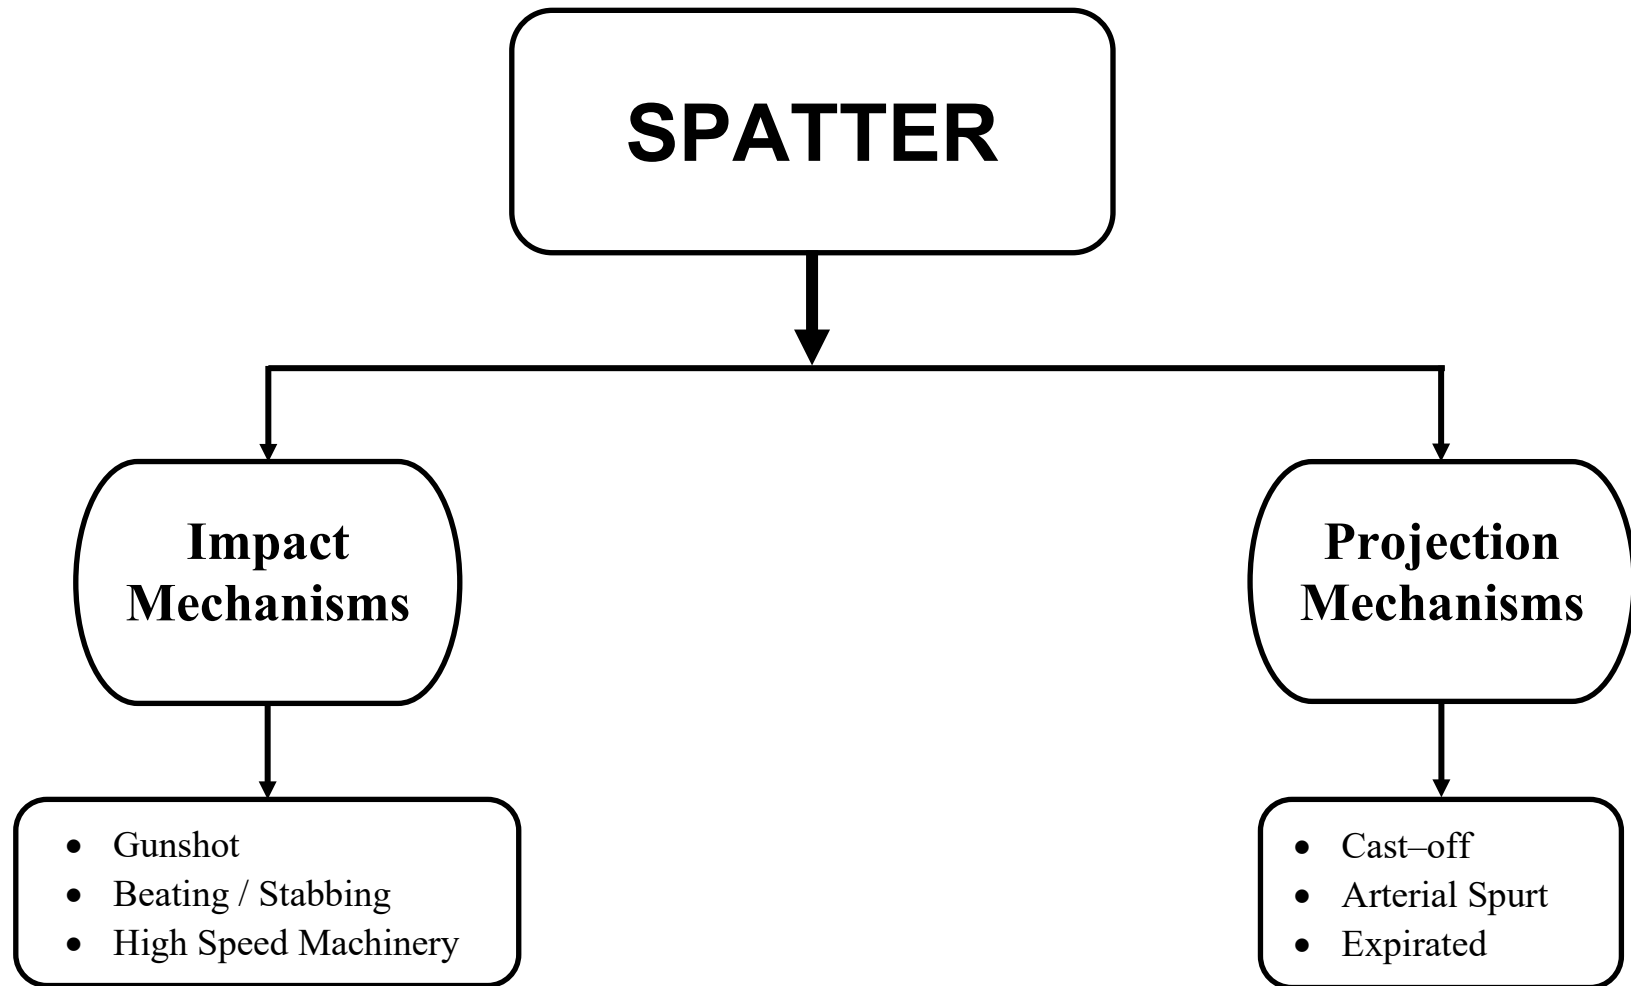 SPATTER
Impact
Mechanisms
Projection
Mechanisms
• Gunshot
• Beating / Stabbing
• High Speed Machinery
• Cast–off
• Arterial Spurt
• Expirated